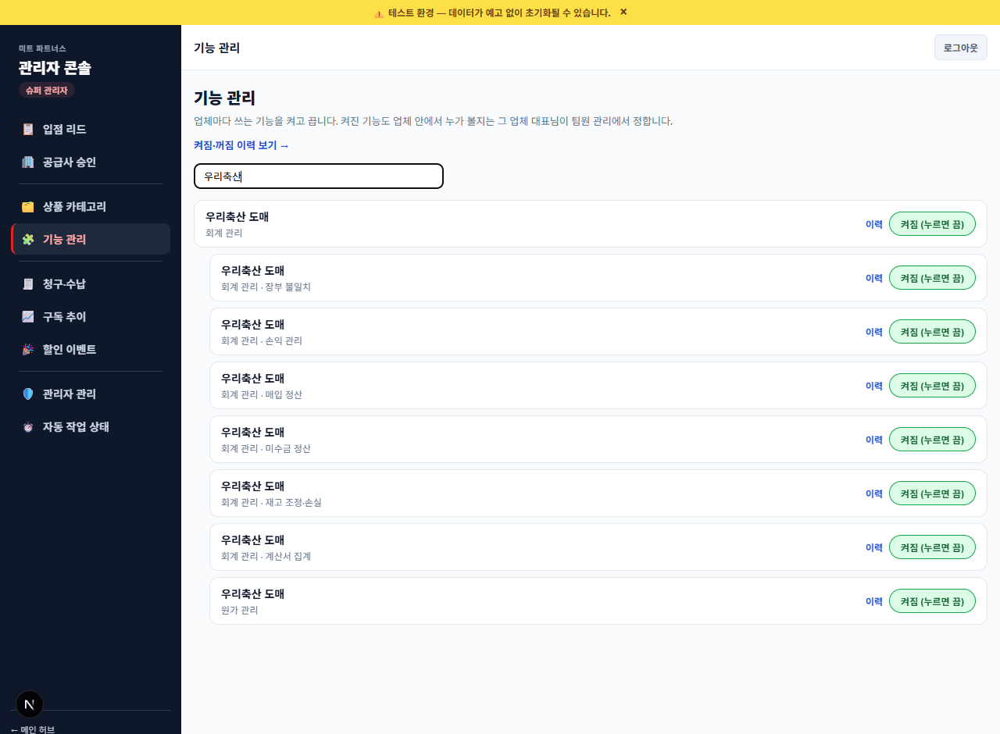 ⚠️ 테스트 환경 — 데이터가 예고 없이 초기화될 수 있습니다. ×
미트 파트너스
관리자 콘솔
슈퍼 관리자
입점 리드
공급사 승인
상품 카테고리
기능 관리
청구·수납
구독 추이
할인 이벤트
관리자 관리
자동 작업 상태
N
← 메인 허브
기능 관리
로그아웃
기능 관리
업체마다 쓰는 기능을 켜고 끕니다. 켜진 기능도 업체 안에서 누가 볼지는 그 업체 대표님이 팀원 관리에서 정합니다.
켜짐·꺼짐 이력 보기 →
우리축산
우리축산 도매
회계 관리
이력 켜짐 (누르면 끔)
우리축산 도매
회계 관리 · 장부 불일치
이력 켜짐 (누르면 끔)
우리축산 도매
회계 관리 · 손익 관리
이력 켜짐 (누르면 끔)
우리축산 도매
회계 관리 · 매입 정산
이력 켜짐 (누르면 끔)
우리축산 도매
회계 관리 · 미수금 정산
이력 켜짐 (누르면 끔)
우리축산 도매
회계 관리 · 재고 조정·손실
이력 켜짐 (누르면 끔)
우리축산 도매
회계 관리 · 계산서 집계
이력 켜짐 (누르면 끔)
우리축산 도매
원가 관리
이력 켜짐 (누르면 끔)